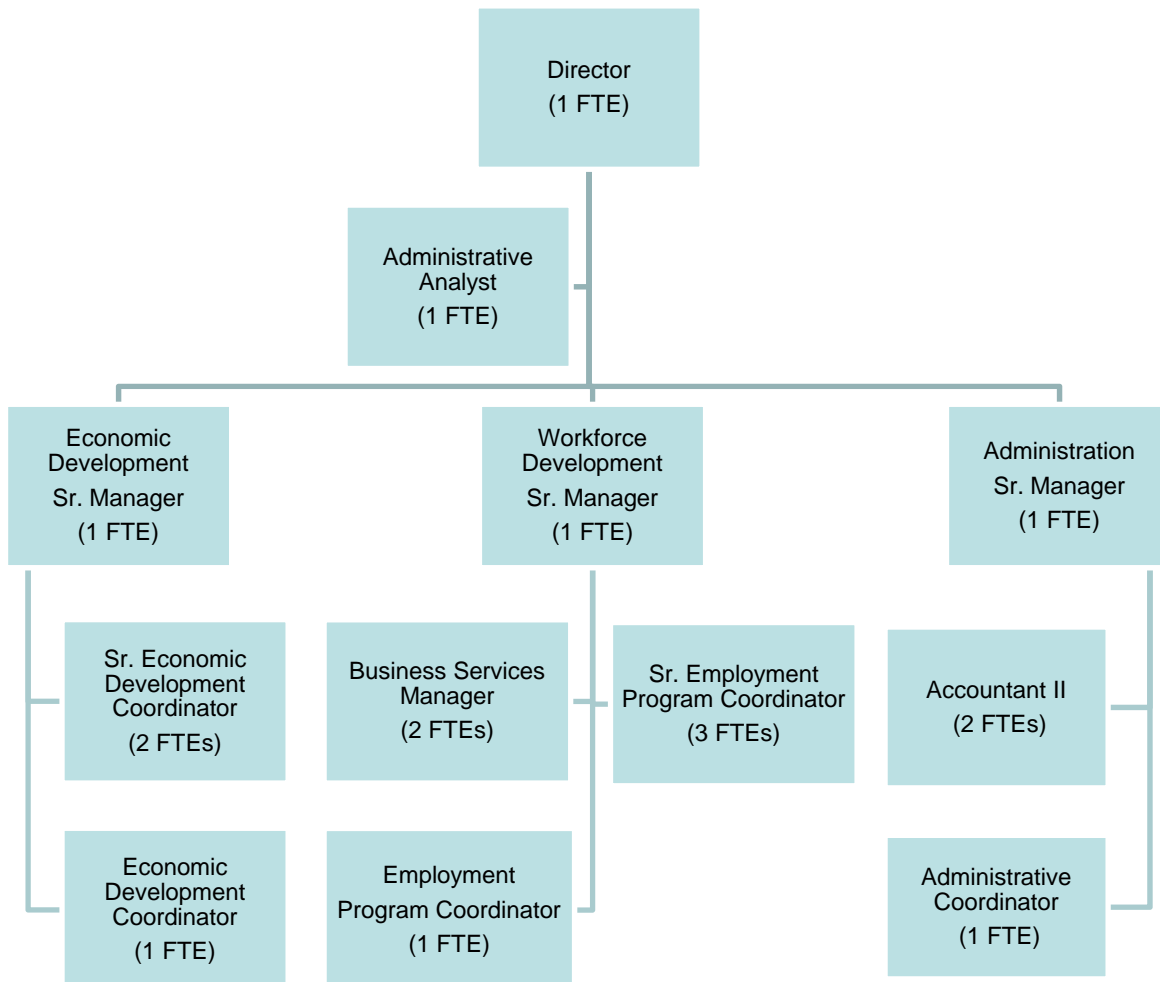 Director
(1 FTE)
Administrative
Analyst
(1 FTE)
Economic
Development
Sr. Manager
(1 FTE)
Workforce
Development
Sr. Manager
(1 FTE)
Administration
Sr. Manager
(1 FTE)
Sr. Economic
Development
Coordinator
(2 FTEs)
Business Services
Manager
(2 FTEs)
Sr. Employment
Program Coordinator
(3 FTEs)
Accountant II
(2 FTEs)
Economic
Development
Coordinator
(1 FTE)
Employment
Program Coordinator
(1 FTE)
Administrative
Coordinator
(1 FTE)